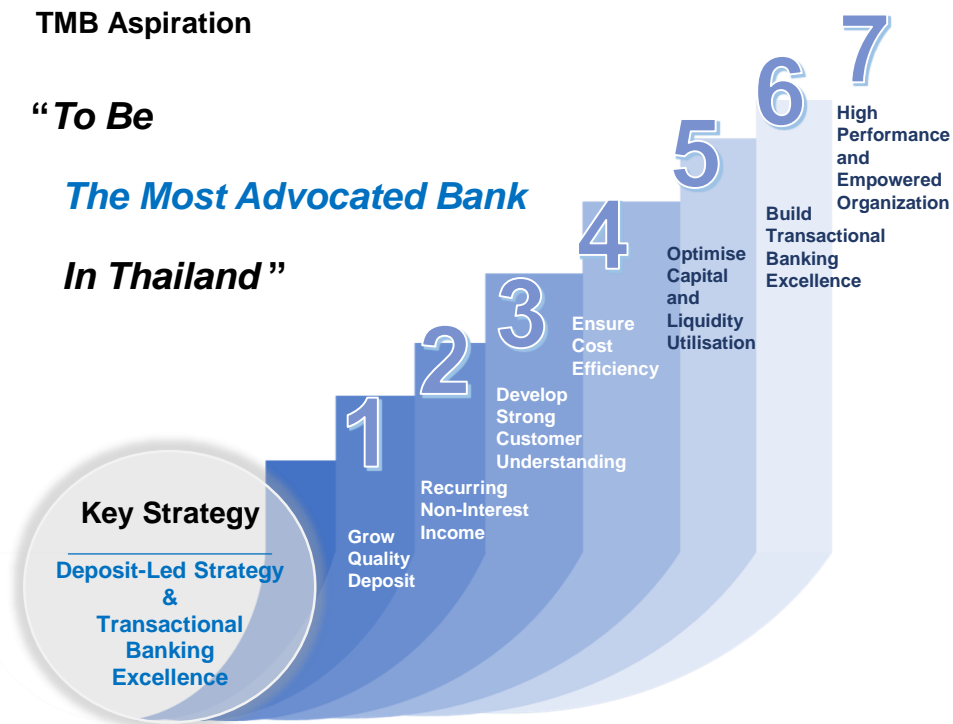 TMB Aspiration
“To Be
The Most Advocated Bank
In Thailand”
7
High
Performance
and
Empowered
Organization
6
Build
Transactional
Banking
Excellence
5
Optimise
Capital
and
Liquidity
Utilisation
4
Ensure
Cost
Efficiency
3
Develop
Strong
Customer
Understanding
2
Recurring
Non-Interest
Income
1
Grow
Quality
Deposit
Key Strategy
Deposit-Led Strategy
&
Transactional
Banking
Excellence